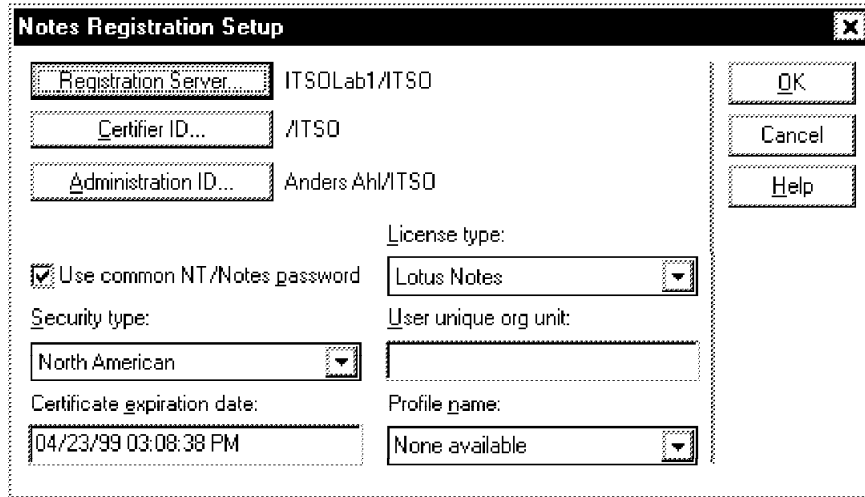 Notes Registration Setup
Registration Server... ITSOLab1/ITSO
OK
Certifier ID... /ITSO
Cancel
Administration ID... Anders Ahl/ITSO
Help
License type:
Use common NT/Notes password
Lotus Notes
Security type:
User unique org unit:
North American
Certificate expiration date:
Profile name:
04/23/99 03:08:38 PM
None available